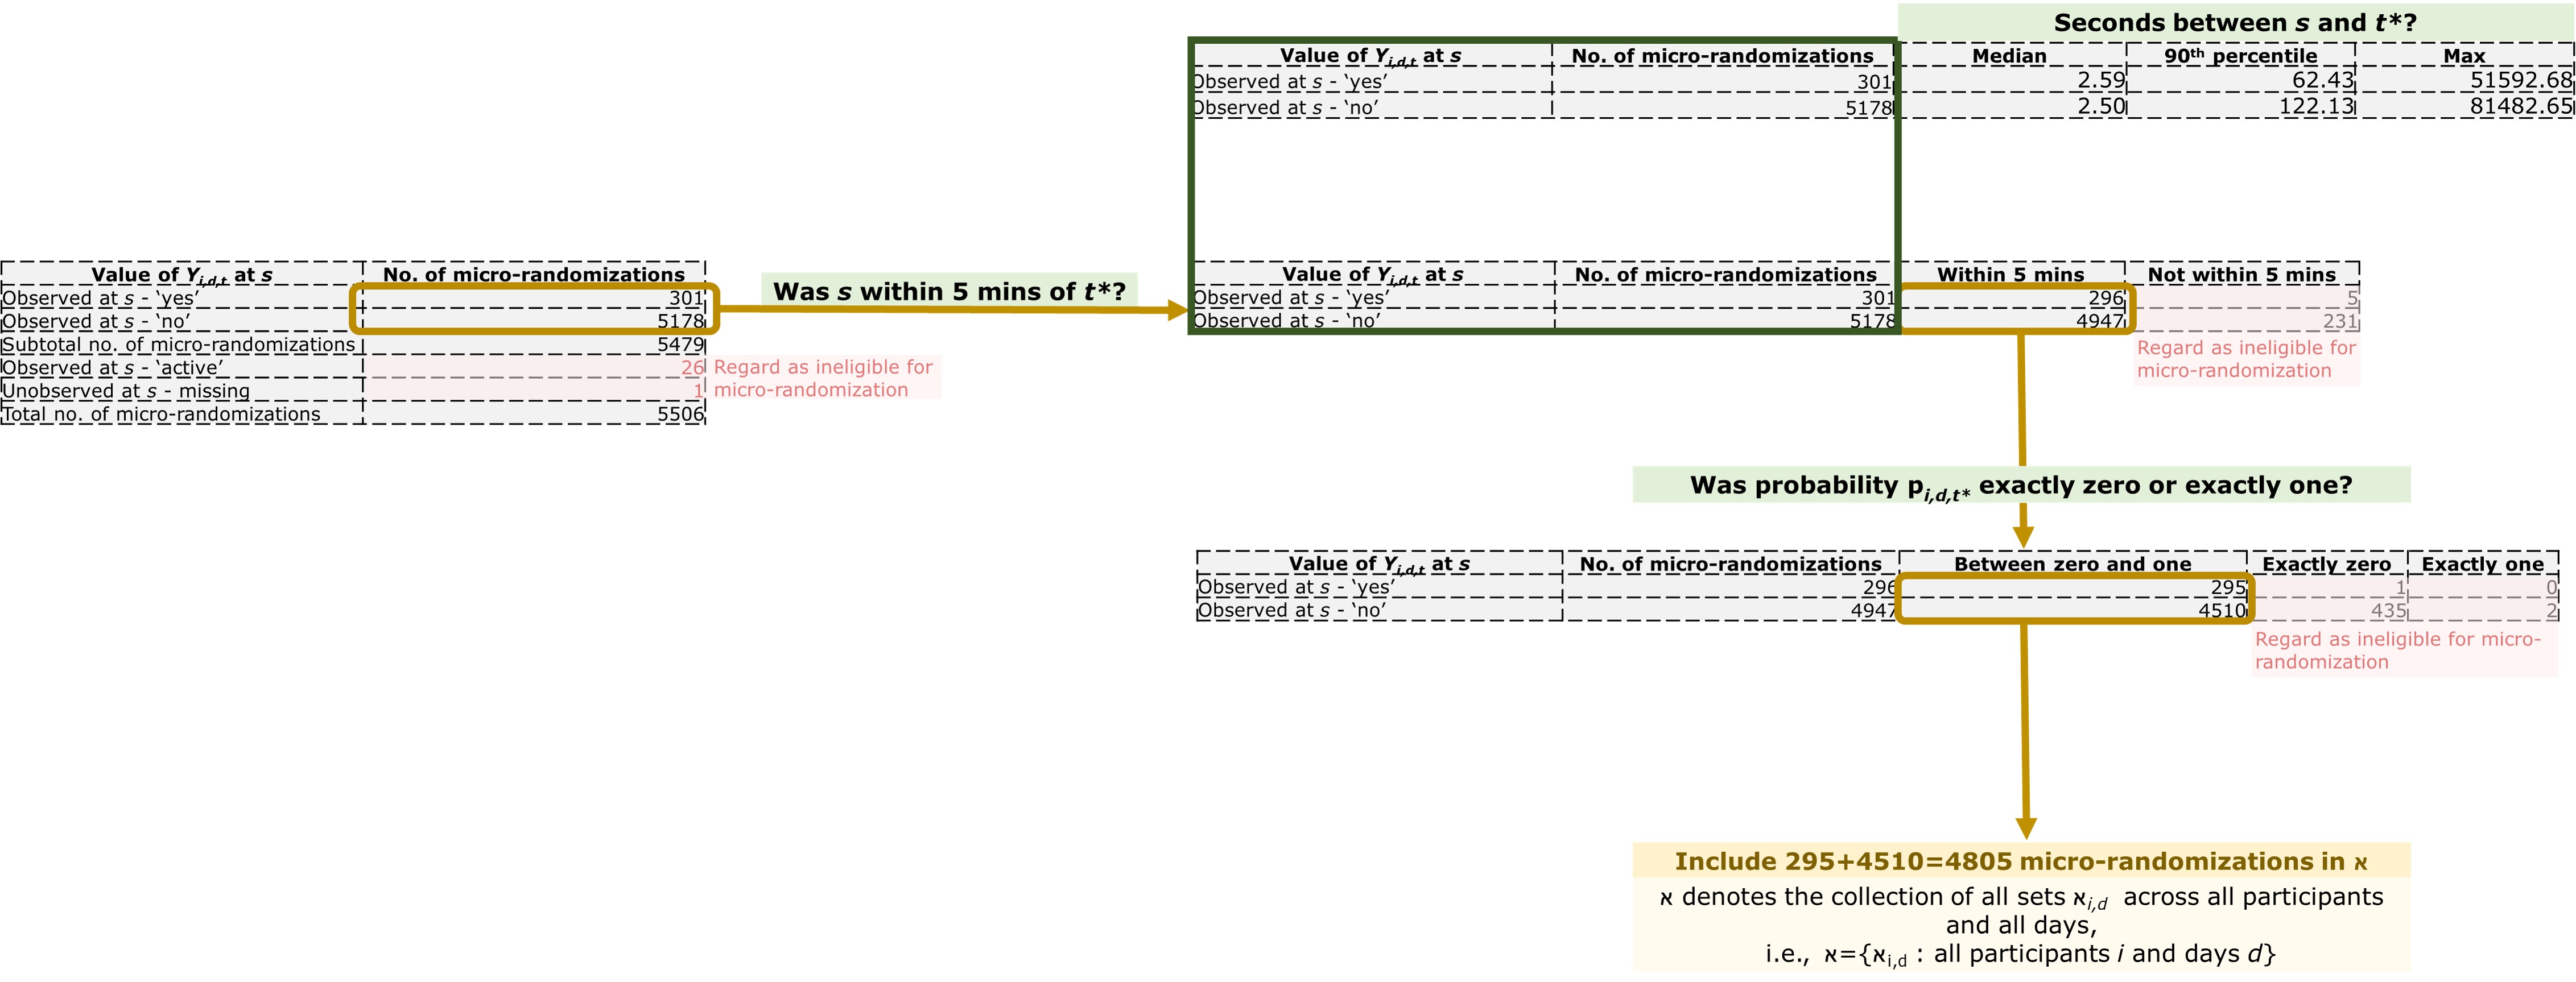 Seconds between s and t*?
Value of Yi,d,t at s No. of micro-randomizations Median 90th percentile Max
Observed at s - ‘yes’ 301 2.59 62.43 51592.68
Observed at s - ‘no’ 5178 2.50 122.13 81482.65
Value of Yi,d,t at s No. of micro-randomizations
Observed at s - ‘yes’ 301
Observed at s - ‘no’ 5178
Subtotal no. of micro-randomizations 5479
Observed at s - ‘active’ 26
Unobserved at s - missing 1
Total no. of micro-randomizations 5506
Regard as ineligible for
micro-randomization
Was s within 5 mins of t*?
Value of Yi,d,t at s No. of micro-randomizations Within 5 mins Not within 5 mins
Observed at s - ‘yes’ 301 296 5
Observed at s - ‘no’ 5178 4947 231
Regard as ineligible for
micro-randomization
Was probability pi,d,t* exactly zero or exactly one?
Value of Yi,d,t at s No. of micro-randomizations Between zero and one Exactly zero Exactly one
Observed at s - ‘yes’ 296 295 1 0
Observed at s - ‘no’ 4947 4510 435 2
Regard as ineligible for micro-
randomization
Include 295+4510=4805 micro-randomizations in ℵ
ℵ denotes the collection of all sets ℵi,d across all participants
and all days,
i.e., ℵ={ℵi,d : all participants i and days d}